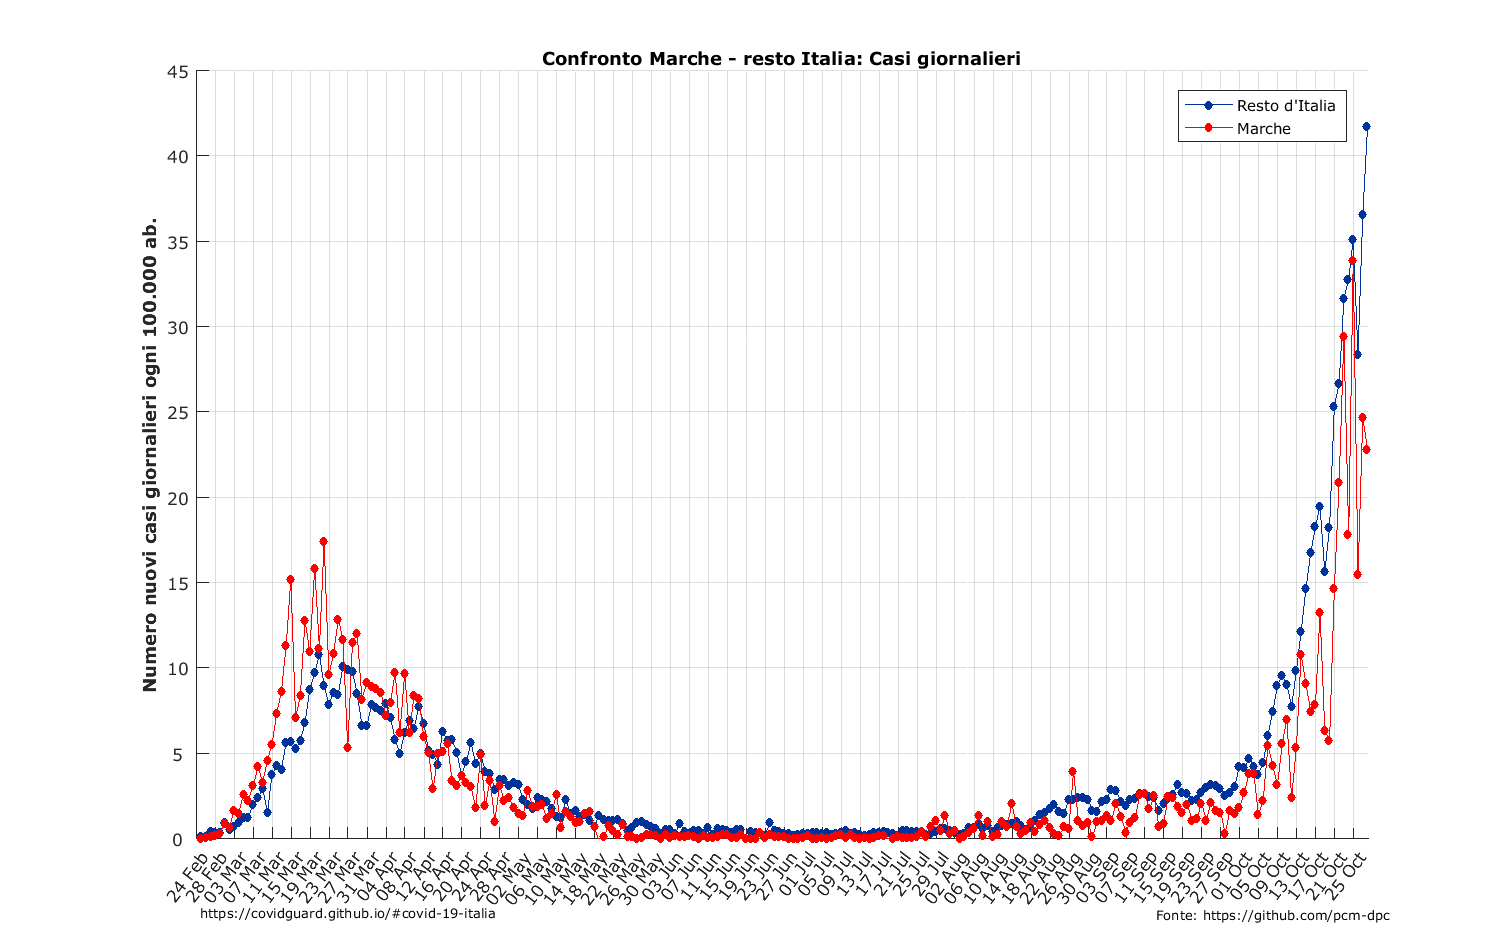 Confronto Marche - resto Italia: Casi giornalieri
Numero nuovi casi giornalieri ogni 100.000 ab.
45
40
35
30
25
20
15
10
5
0
Resto d'Italia
Marche
24 Feb
28 Feb
03 Mar
07 Mar
11 Mar
15 Mar
19 Mar
23 Mar
27 Mar
31 Mar
04 Apr
08 Apr
12 Apr
16 Apr
20 Apr
24 Apr
28 Apr
02 May
06 May
10 May
14 May
18 May
22 May
26 May
30 May
03 Jun
07 Jun
11 Jun
15 Jun
19 Jun
23 Jun
27 Jun
01 Jul
05 Jul
09 Jul
13 Jul
17 Jul
21 Jul
25 Jul
29 Jul
02 Aug
06 Aug
10 Aug
14 Aug
18 Aug
22 Aug
26 Aug
30 Aug
03 Sep
07 Sep
11 Sep
15 Sep
19 Sep
23 Sep
27 Sep
01 Oct
05 Oct
09 Oct
13 Oct
17 Oct
21 Oct
25 Oct
https://covidguard.github.io/#covid-19-italia
Fonte: https://github.com/pcm-dpc